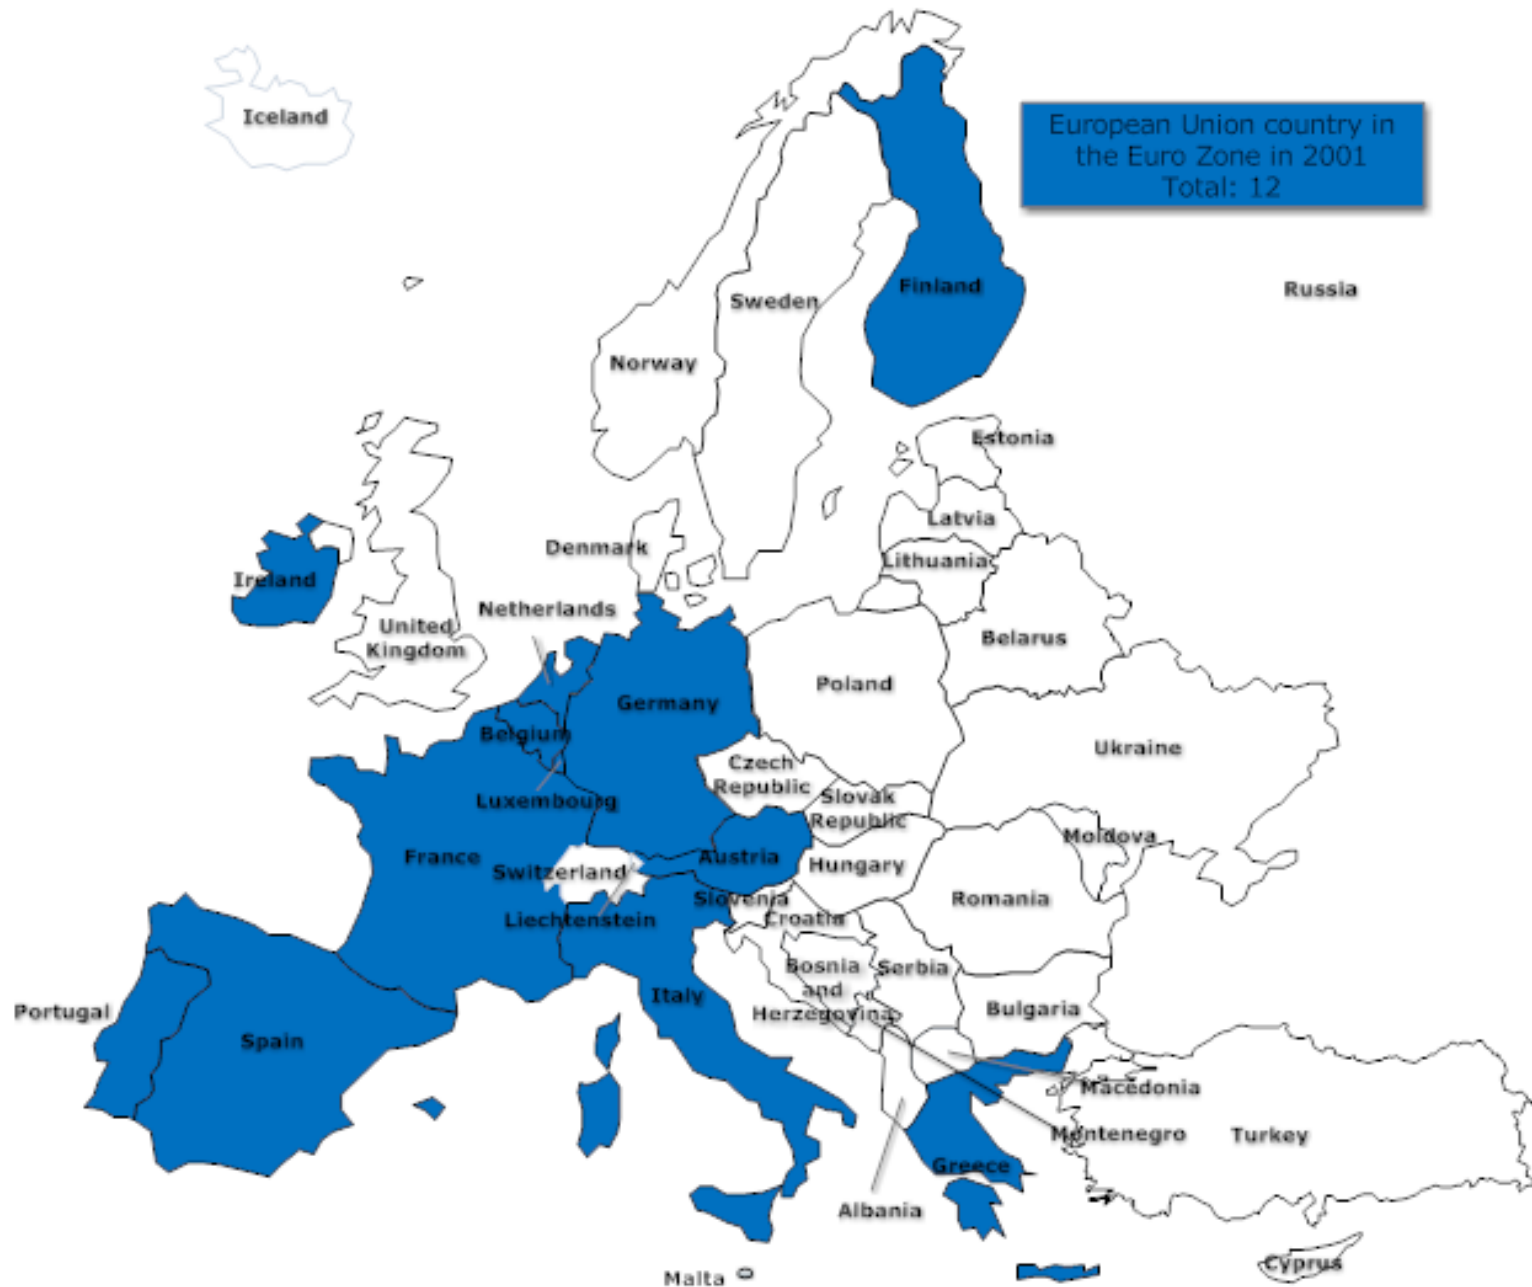 Iceland
European Union country in
the Euro Zone in 2001
Total: 12
Finland
Russia
Sweden
Norway
Estonia
Latvia
Denmark
Lithuania
Ireland
Netherlands
United
Kingdom
Belarus
Poland
Germany
Belgium
Ukraine
Czech
Republic
Slovak
Republic
Luxembourg
Moldova
France
Austria
Hungary
Switzerland
Slovenia
Romania
Liechtenstein
Croatia
Bosnia
and
Herzegovina
Serbia
Italy
Portugal
Bulgaria
Spain
Macedonia
Montenegro
Turkey
Greece
Albania
Cyprus
Malta